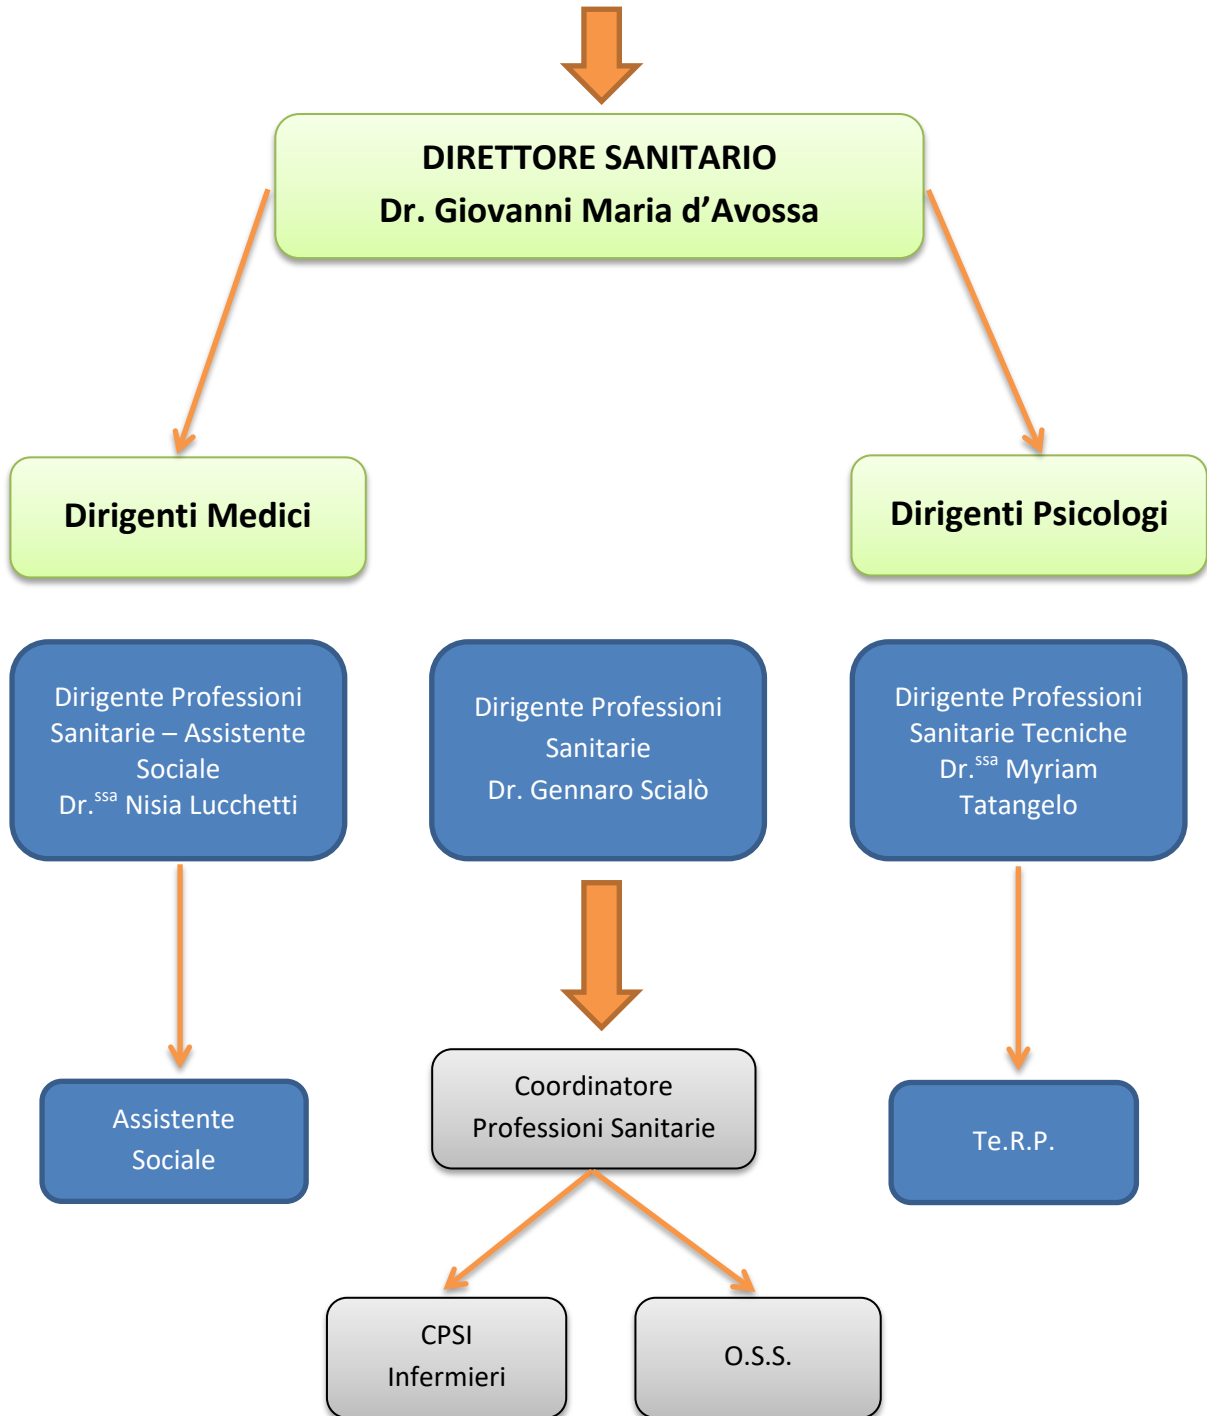 DIRETTORE SANITARIO
Dr. Giovanni Maria d’Avossa
Dirigenti Medici
Dirigenti Psicologi
Dirigente Professioni
Sanitarie – Assistente
Sociale
Dr.ssa Nisia Lucchetti
Dirigente Professioni
Sanitarie
Dr. Gennaro Scialò
Dirigente Professioni
Sanitarie Tecniche
Dr.ssa Myriam
Tatangelo
Assistente
Sociale
Coordinatore
Professioni Sanitarie
Te.R.P.
CPSI
Infermieri
O.S.S.